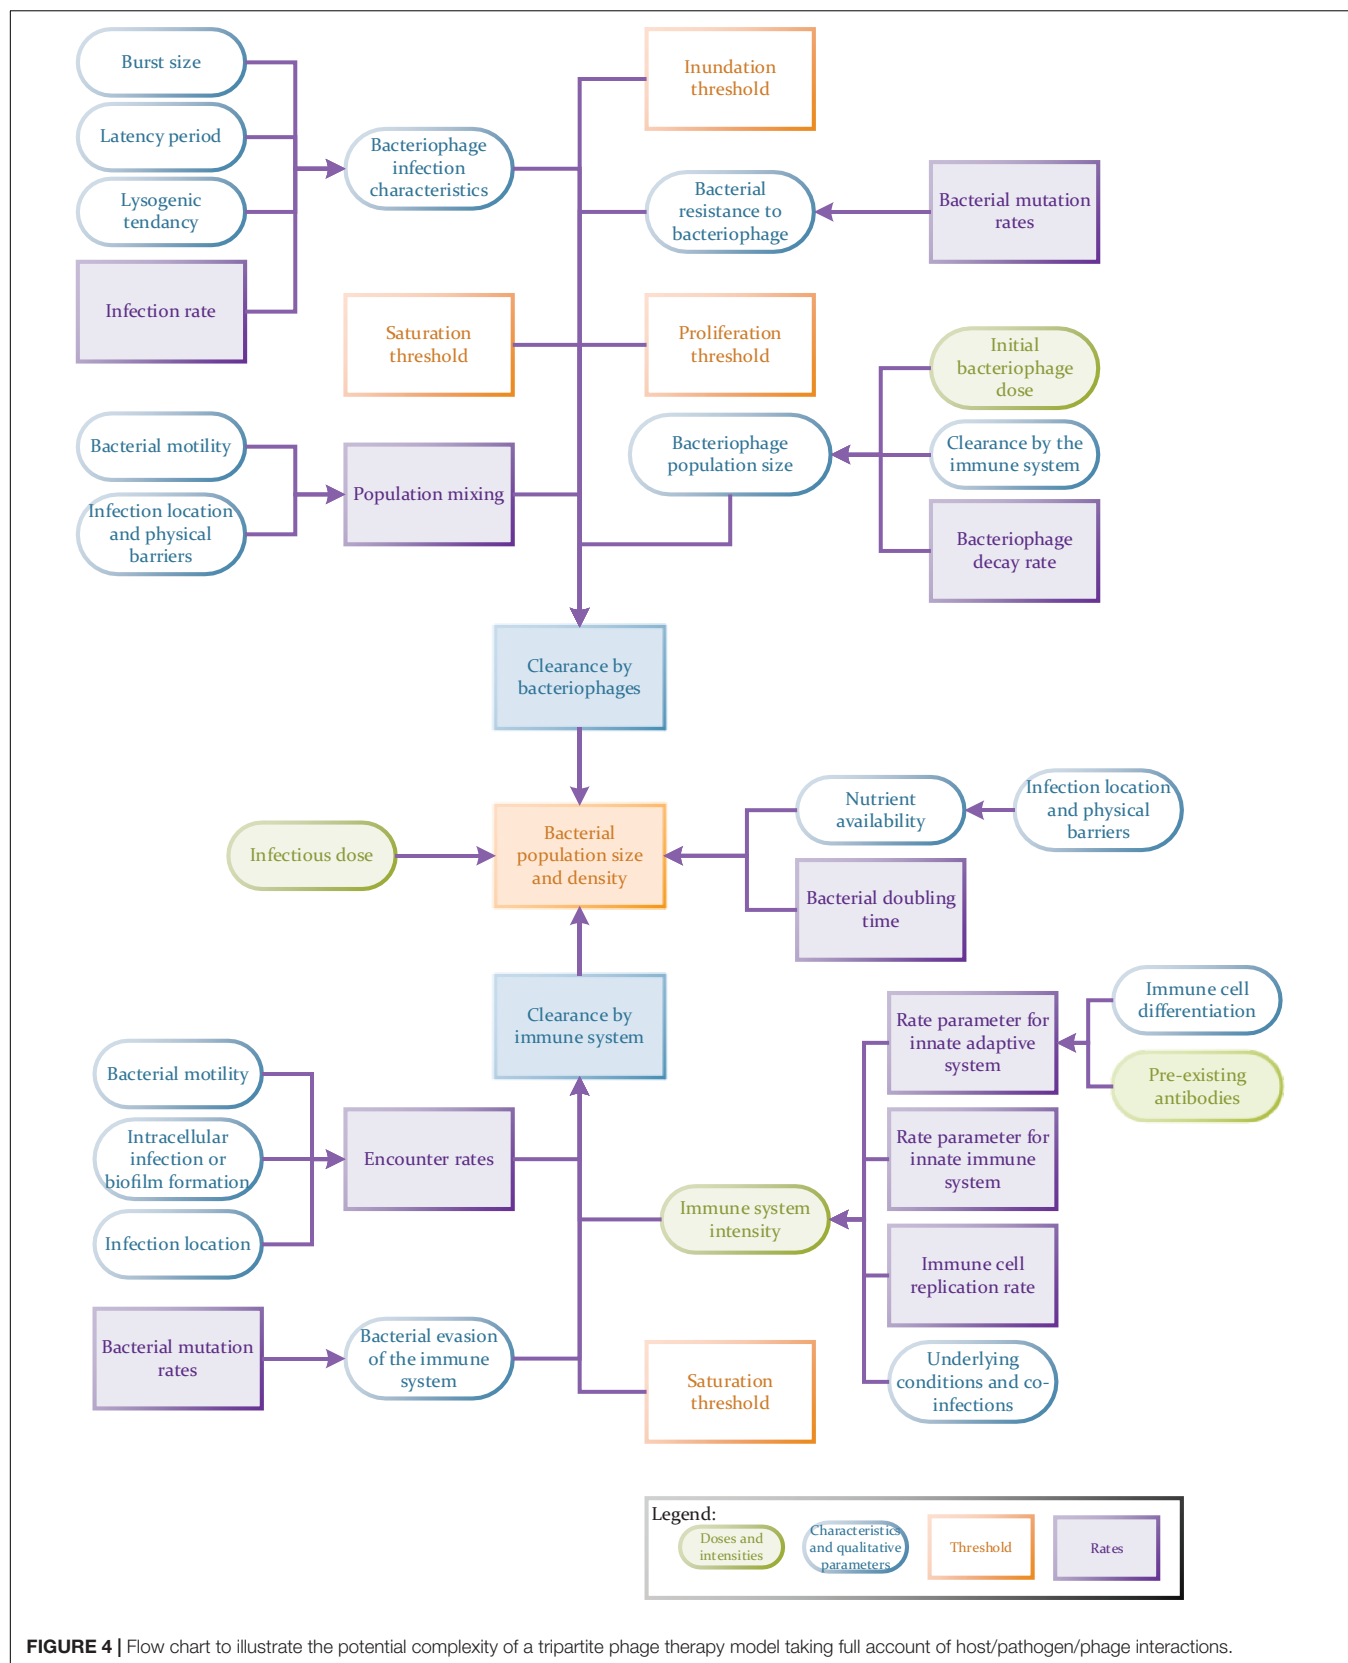 Burst size
Latency period
Lysogenic
tendancy
Infection rate
Bacteriophage
infection
characteristics
Inundation
threshold
Bacterial
resistance to
bacteriophage
Bacterial mutation
rates
Saturation
threshold
Proliferation
threshold
Initial
bacteriophage
dose
Bacterial motility
Infection location
and physical
barriers
Population mixing
Bacteriophage
population size
Clearance by the
immune system
Bacteriophage
decay rate
Clearance by
bacteriophages
Infectious dose
Bacterial
population size
and density
Nutrient
availability
Infection location
and physical
barriers
Bacterial doubling
time
Clearance by
immune system
Rate parameter for
innate adaptive
system
Immune cell
differentiation
Pre-existing
antibodies
Bacterial motility
Intracellular
infection or
biofilm formation
Infection location
Encounter rates
Rate parameter for
innate immune
system
Immune system
intensity
Immune cell
replication rate
Bacterial mutation
rates
Bacterial evasion
of the immune
system
Saturation
threshold
Underlying
conditions and co-
infections
Legend:
Doses and
intensities
Characteristics
and qualitative
parameters
Threshold
Rates
FIGURE 4 | Flow chart to illustrate the potential complexity of a tripartite phage therapy model taking full account of host/pathogen/phage interactions.